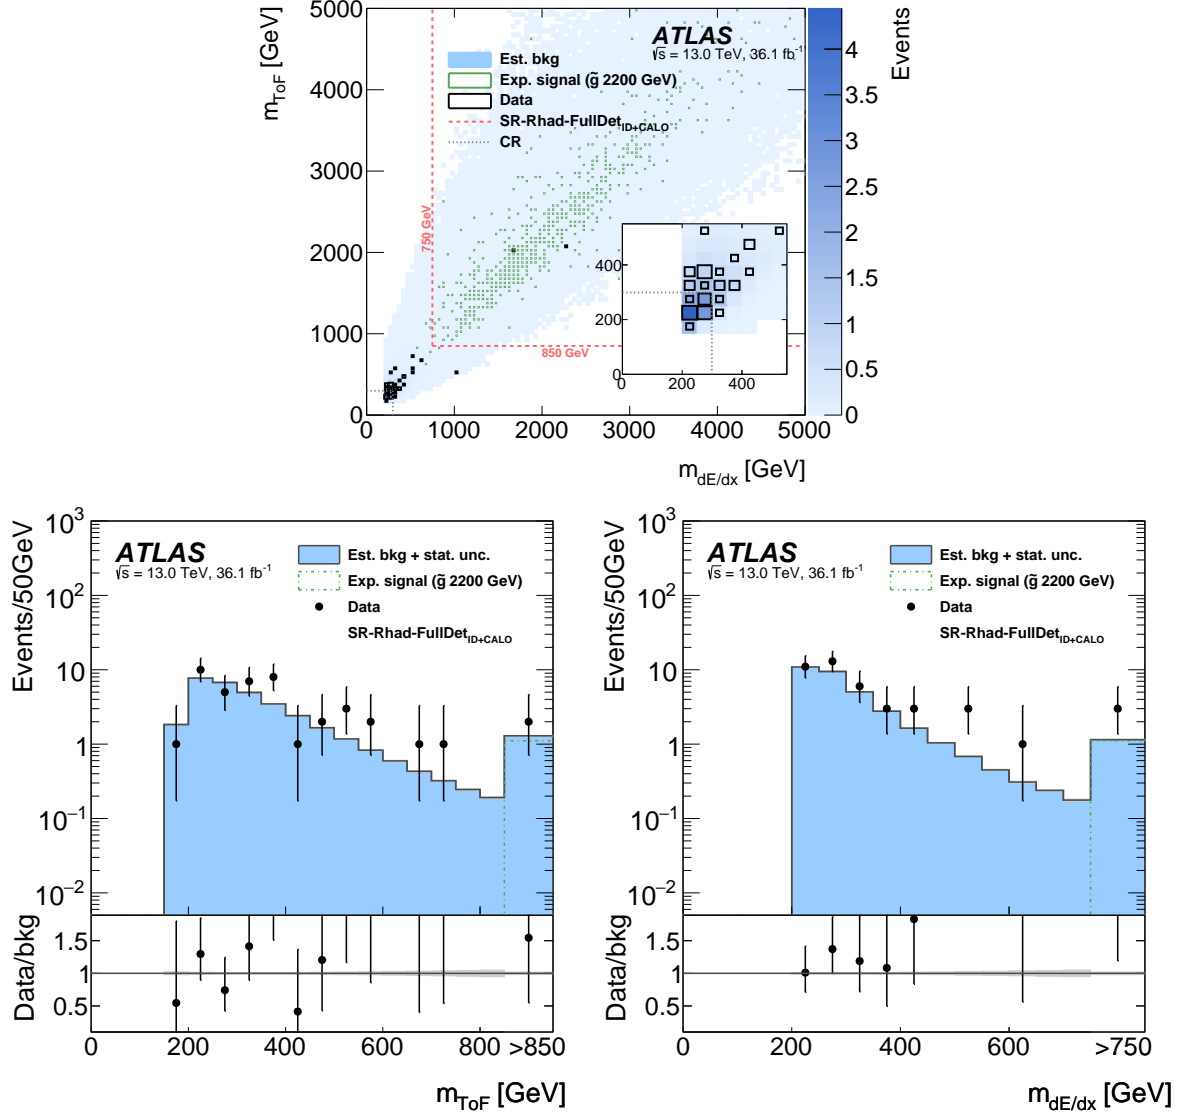 5000
4000
3000
2000
1000
0
m_ToF [GeV]
ATLAS
√s = 13.0 TeV, 36.1 fb⁻¹
Est. bkg
Exp. signal (g̃ 2200 GeV)
Data
SR-Rhad-FullDet_ID+CALO
CR
750 GeV
850 GeV
400
200
0
0 200 400
0 1000 2000 3000 4000 5000
m_dE/dx [GeV]
4
3.5
3
2.5
2
1.5
1
0.5
0
Events
10³
10²
10
1
10⁻¹
10⁻²
Events/50GeV
ATLAS
√s = 13.0 TeV, 36.1 fb⁻¹
Est. bkg + stat. unc.
Exp. signal (g̃ 2200 GeV)
Data
SR-Rhad-FullDet_ID+CALO
1.5
1
0.5
Data/bkg
0 200 400 600 >850
m_ToF [GeV]
10³
10²
10
1
10⁻¹
10⁻²
Events/50GeV
ATLAS
√s = 13.0 TeV, 36.1 fb⁻¹
Est. bkg + stat. unc.
Exp. signal (g̃ 2200 GeV)
Data
SR-Rhad-FullDet_ID+CALO
1.5
1
0.5
Data/bkg
0 200 400 600 >750
m_dE/dx [GeV]